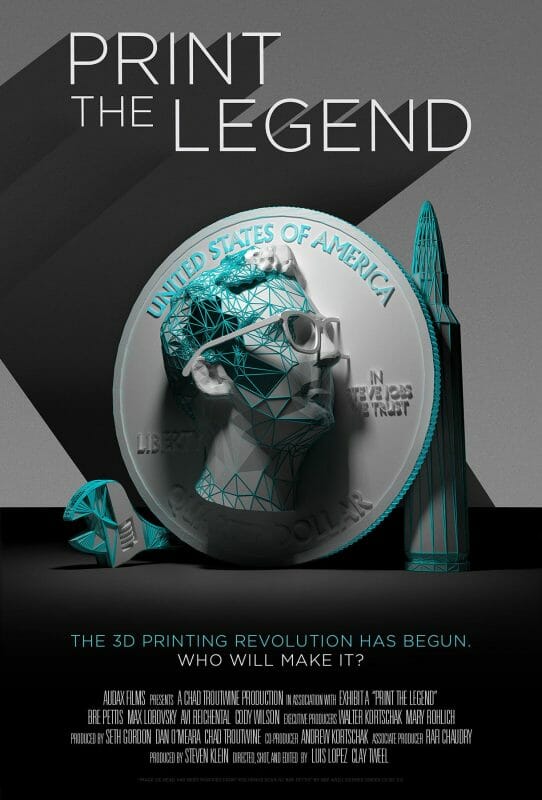 PRINT
THE LEGEND
UNITED STATES OF AMERICA
IN
STEVE JOBS
WE TRUST
LIBERTY
QUARTER DOLLAR
THE 3D PRINTING REVOLUTION HAS BEGUN.
WHO WILL MAKE IT?
AUDAX FILMS PRESENTS A CHAD TROUTWINE PRODUCTION IN ASSOCIATION WITH EXHIBIT A "PRINT THE LEGEND"
BRE PETTIS MAX LOBOVSKY AVI REICHENTAL CODY WILSON EXECUTIVE PRODUCERS WALTER KORTSCHAK MARY ROHLICH
PRODUCED BY SETH GORDON DAN O'MEARA CHAD TROUTWINE CO-PRODUCER ANDREW KORTSCHAK ASSOCIATE PRODUCER RAFI CHAUDRY
PRODUCED BY STEVEN KLEIN DIRECTED, SHOT, AND EDITED BY LUIS LOPEZ CLAY TWEEL